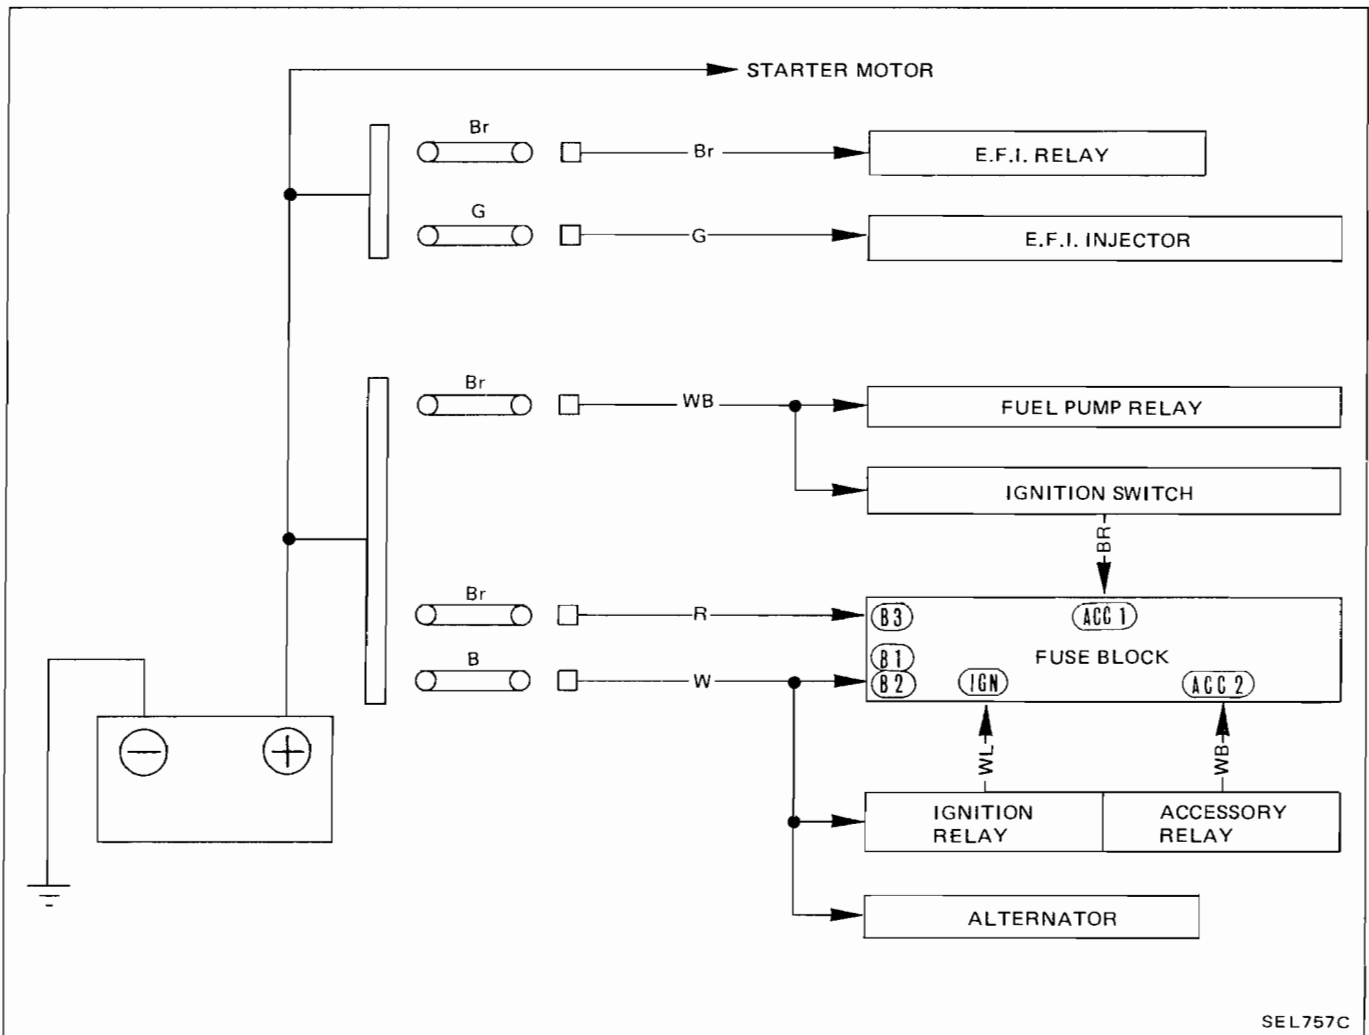 STARTER MOTOR
Br
Br
E.F.I. RELAY
G
G
E.F.I. INJECTOR
Br
WB
FUEL PUMP RELAY
IGNITION SWITCH
BR
Br
R
B3
ACC 1
B1
FUSE BLOCK
B
W
B2
IGN
ACC 2
WL
WB
IGNITION
RELAY
ACCESSORY
RELAY
ALTERNATOR
SEL757C